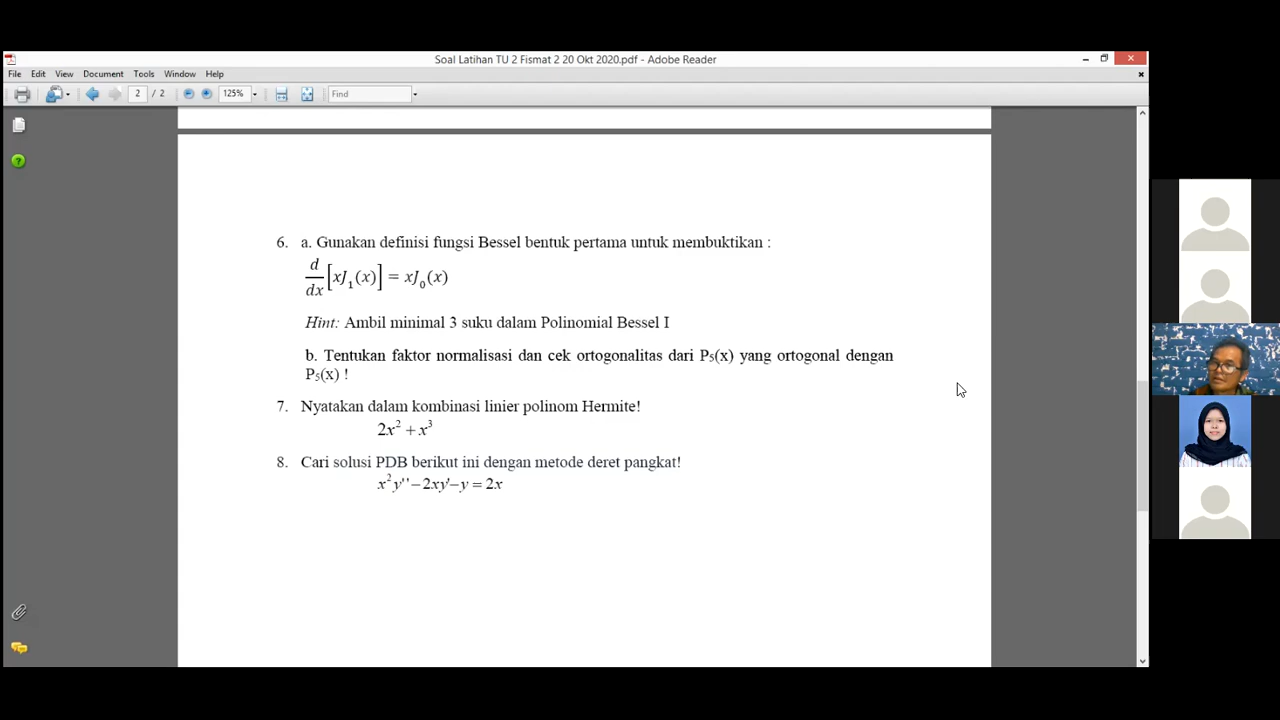 Soal Latihan TU 2 Fismat 2 20 Okt 2020.pdf - Adobe Reader
File Edit View Document Tools Window Help
2 / 2 125% Find
6. a. Gunakan definisi fungsi Bessel bentuk pertama untuk membuktikan :
d/dx [xJ₁(x)] = xJ₀(x)
Hint: Ambil minimal 3 suku dalam Polinomial Bessel I
b. Tentukan faktor normalisasi dan cek ortogonalitas dari P₅(x) yang ortogonal dengan
P₅(x) !
7. Nyatakan dalam kombinasi linier polinom Hermite!
2x² + x³
8. Cari solusi PDB berikut ini dengan metode deret pangkat!
x²y'' − 2xy' − y = 2x